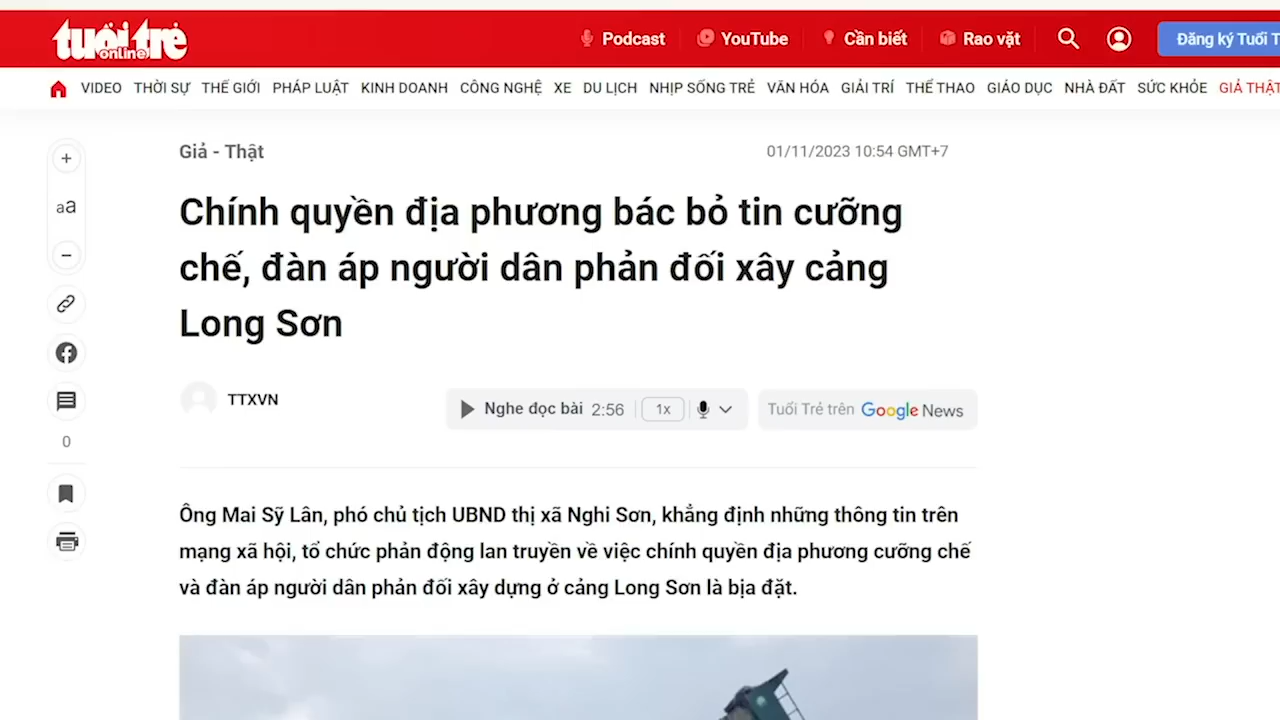 tuổi trẻ
online
Podcast
YouTube
Cần biết
Rao vặt
Đăng ký Tuổi T
VIDEO THỜI SỰ THẾ GIỚI PHÁP LUẬT KINH DOANH CÔNG NGHỆ XE DU LỊCH NHỊP SỐNG TRẺ VĂN HÓA GIẢI TRÍ THỂ THAO GIÁO DỤC NHÀ ĐẤT SỨC KHỎE GIẢ THẬT
Giả - Thật
01/11/2023 10:54 GMT+7
+
aa
−
0
Chính quyền địa phương bác bỏ tin cưỡng
chế, đàn áp người dân phản đối xây cảng
Long Sơn
TTXVN
Nghe đọc bài 2:56 1x
Tuổi Trẻ trên Google News
Ông Mai Sỹ Lân, phó chủ tịch UBND thị xã Nghi Sơn, khẳng định những thông tin trên
mạng xã hội, tổ chức phản động lan truyền về việc chính quyền địa phương cưỡng chế
và đàn áp người dân phản đối xây dựng ở cảng Long Sơn là bịa đặt.